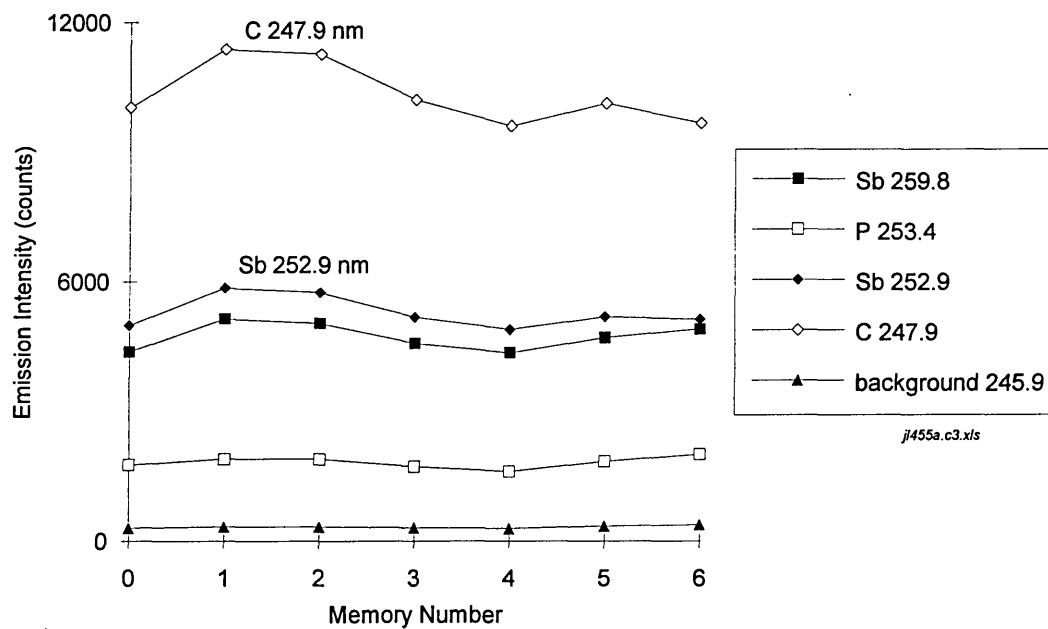 12000
C 247.9 nm
6000
Sb 252.9 nm
0
Emission Intensity (counts)
0 1 2 3 4 5 6
Memory Number
Sb 259.8
P 253.4
Sb 252.9
C 247.9
background 245.9
jl455a.c3.xls